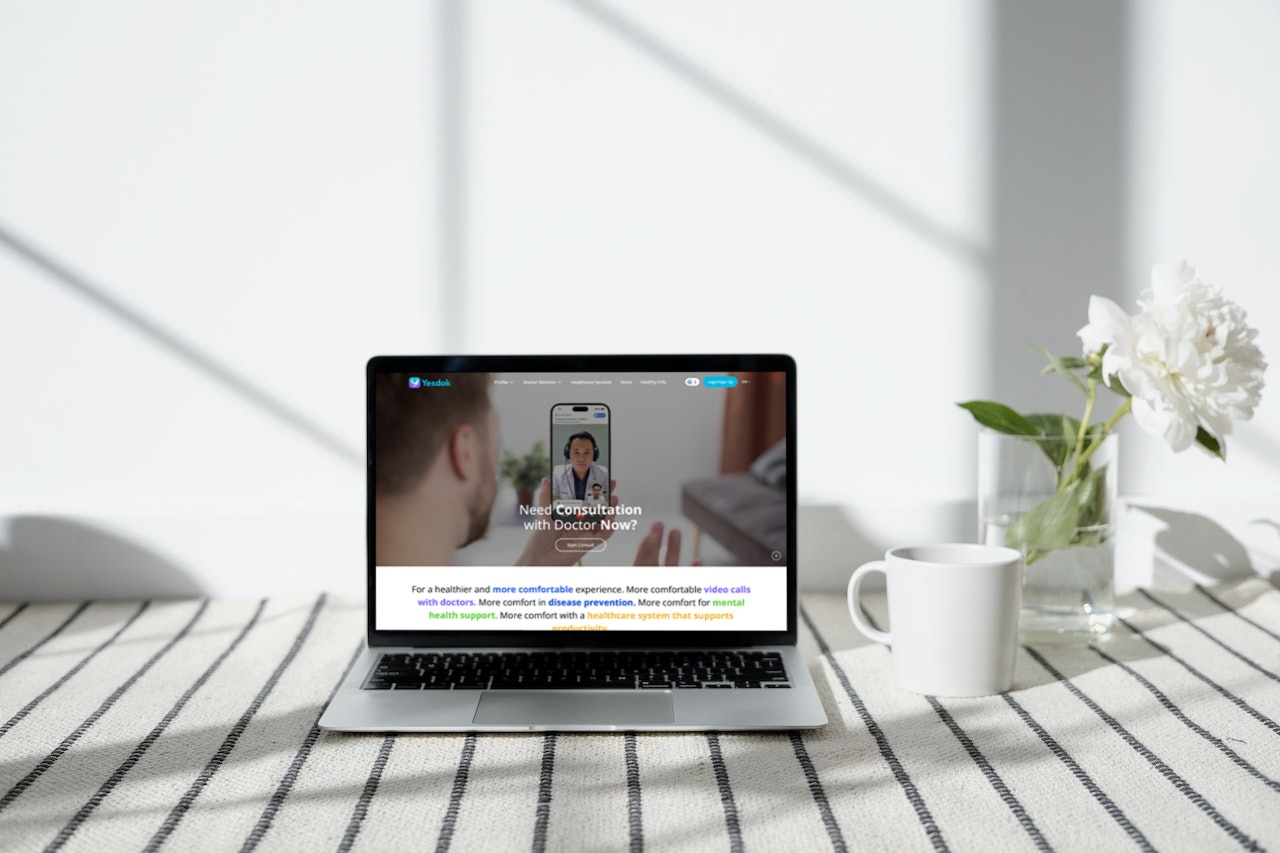 Yesdok
Profile
Doctor Services
Healthcare Services
Store
Healthy Info
Login/Sign Up
EN
Need Consultation
with Doctor Now?
Start Consult
For a healthier and more comfortable experience. More comfortable video calls
with doctors. More comfort in disease prevention. More comfort for mental
health support. More comfort with a healthcare system that supports
productivity